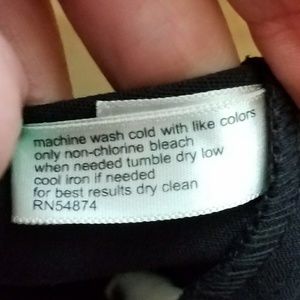 machine wash cold with like colors
only non-chlorine bleach
when needed tumble dry low
cool iron if needed
for best results dry clean
RN54874